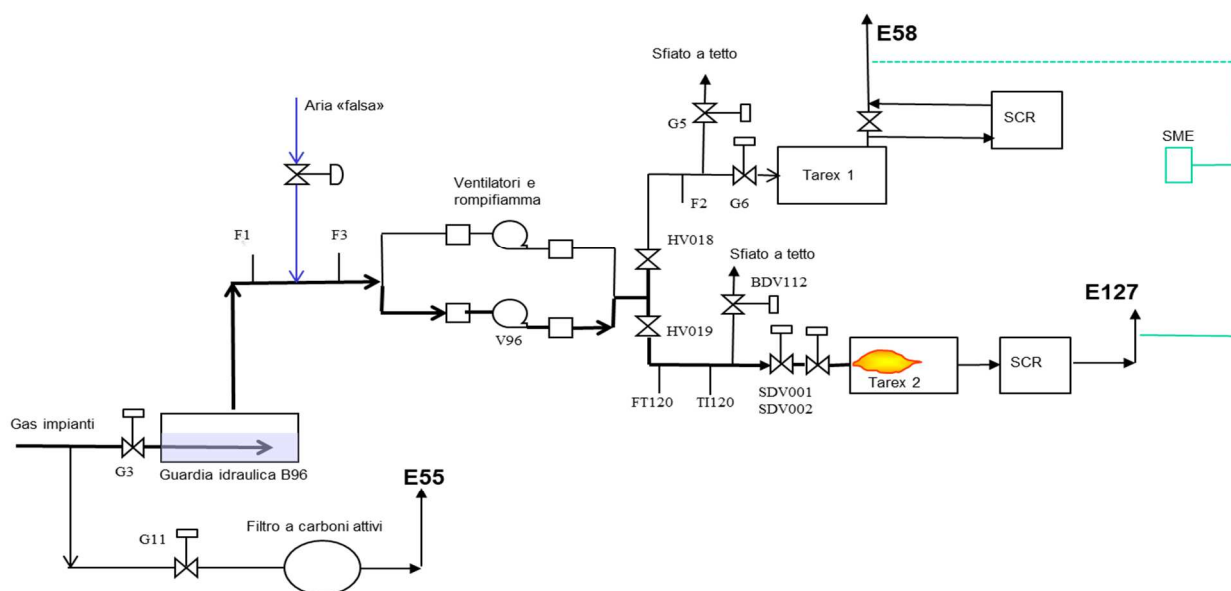 E58
Sfiato a tetto
Aria «falsa»
G5
SCR
SME
Ventilatori e
rompifiamma
Tarex 1
F2
G6
F1
F3
HV018
Sfiato a tetto
BDV112
E127
V96
HV019
SCR
Tarex 2
FT120
TI120
SDV001
SDV002
Gas impianti
G3
Guardia idraulica B96
E55
Filtro a carboni attivi
G11